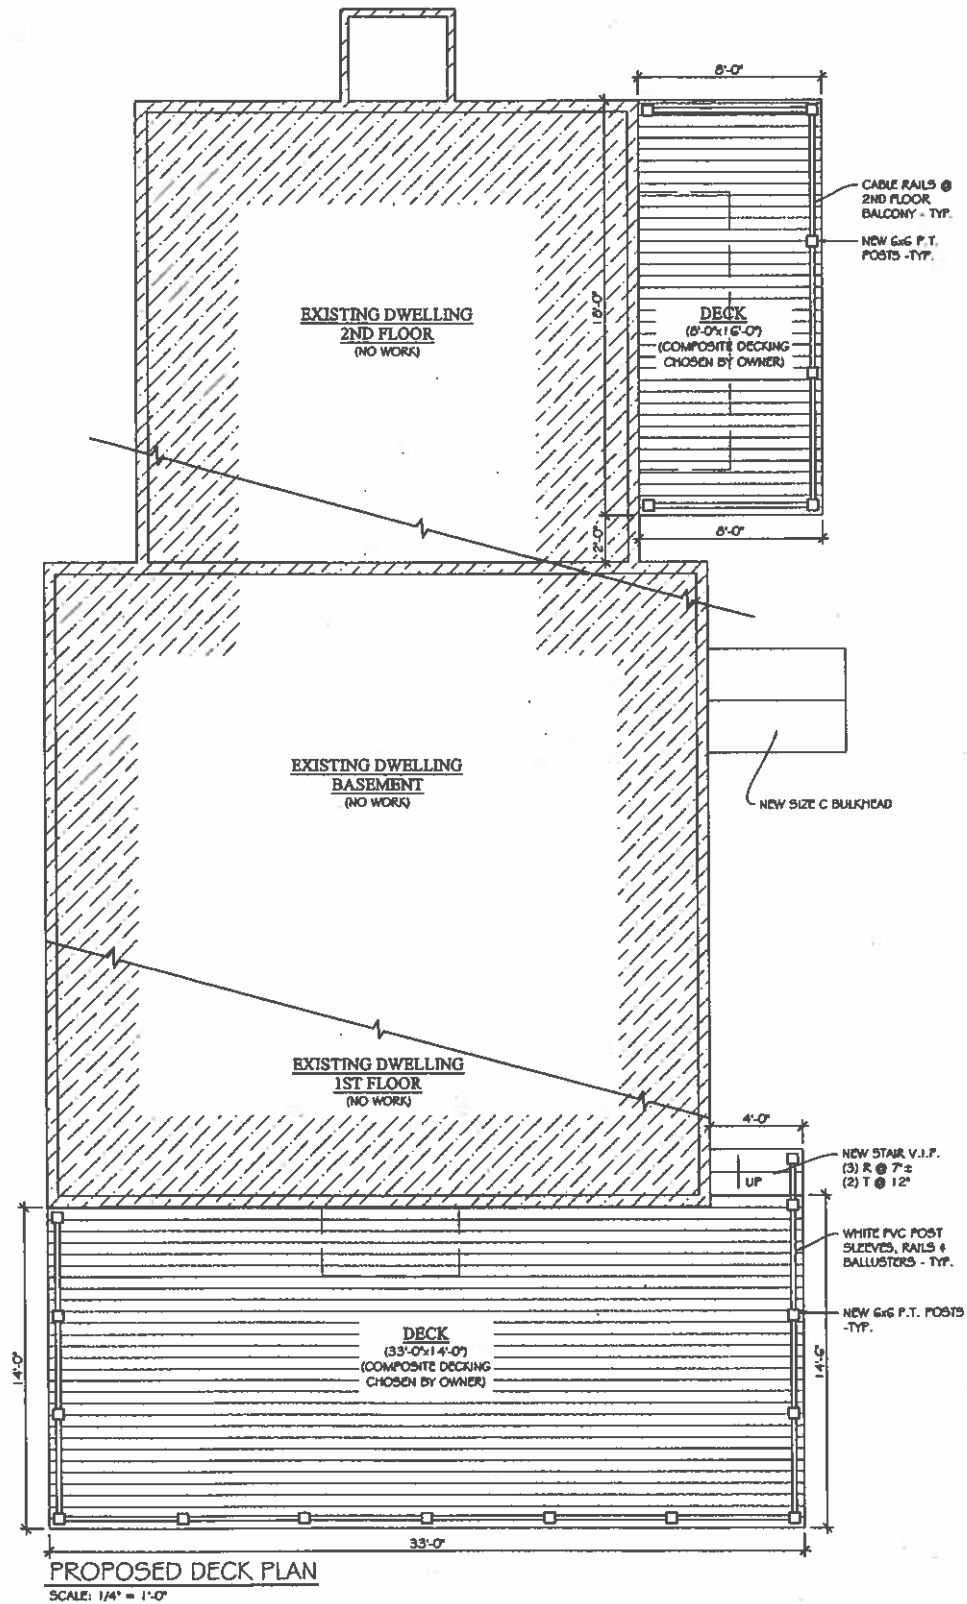 8'-0"
CABLE RAILS @
2ND FLOOR
BALCONY - TYP.
NEW 6x6 P.T.
POSTS -TYP.
EXISTING DWELLING
2ND FLOOR
(NO WORK)
18'-0"
DECK
(8'-0"x16'-0")
(COMPOSITE DECKING
CHOSEN BY OWNER)
2'-0"
8'-0"
EXISTING DWELLING
BASEMENT
(NO WORK)
NEW SIZE C BULKHEAD
EXISTING DWELLING
1ST FLOOR
(NO WORK)
4'-0"
NEW STAIR V.I.F.
(3) R @ 7"±
(2) T @ 12"
UP
WHITE PVC POST
SLEEVES, RAILS &
BALLUSTERS - TYP.
NEW 6x6 P.T. POSTS
-TYP.
DECK
(33'-0"x14'-0")
(COMPOSITE DECKING
CHOSEN BY OWNER)
14'-0"
14'-6"
33'-0"
PROPOSED DECK PLAN
SCALE: 1/4" = 1'-0"